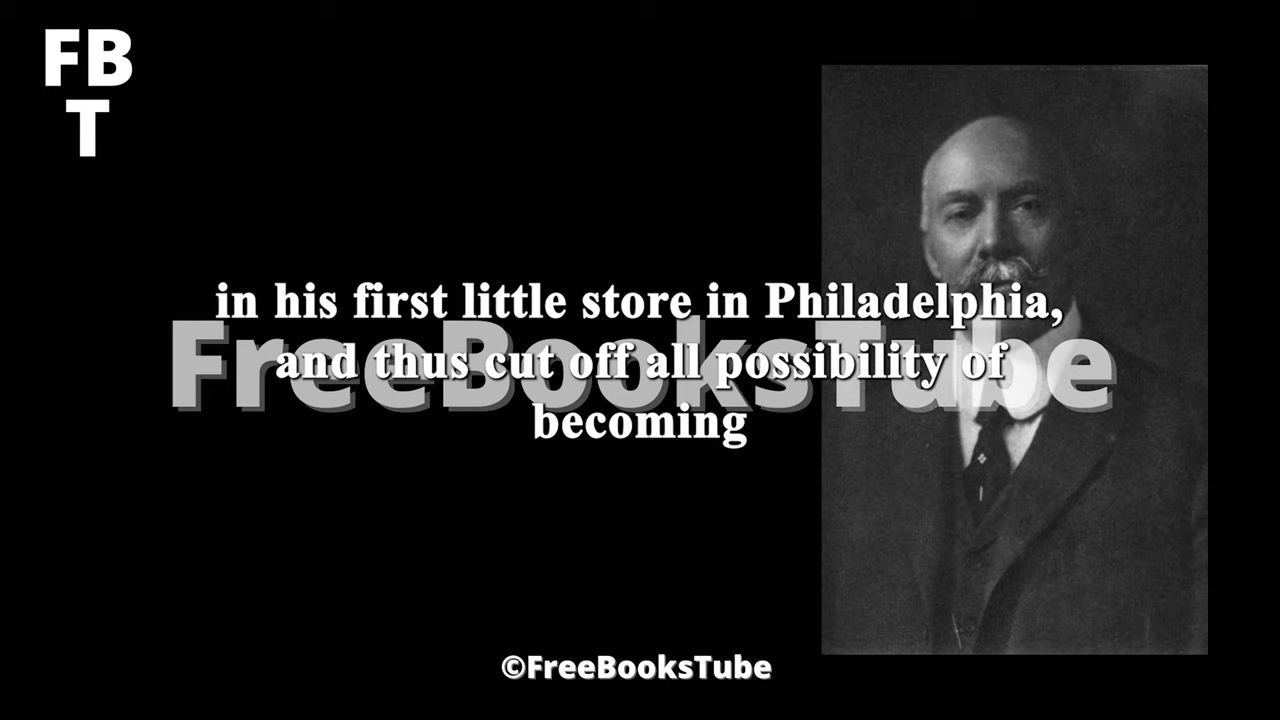 FB
T
in his first little store in Philadelphia,
and thus cut off all possibility of
becoming
FreeBooksTube
©FreeBooksTube